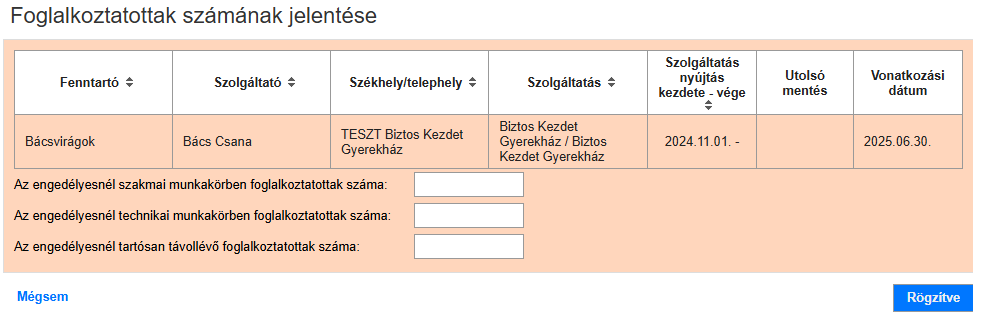 Foglalkoztatottak számának jelentése
Fenntartó
Szolgáltató
Székhely/telephely
Szolgáltatás
Szolgáltatás
nyújtás
kezdete - vége
Utolsó
mentés
Vonatkozási
dátum
Bácsvirágok
Bács Csana
TESZT Biztos Kezdet
Gyerekház
Biztos Kezdet
Gyerekház / Biztos
Kezdet Gyerekház
2024.11.01. -
2025.06.30.
Az engedélyesnél szakmai munkakörben foglalkoztatottak száma:
Az engedélyesnél technikai munkakörben foglalkoztatottak száma:
Az engedélyesnél tartósan távollévő foglalkoztatottak száma:
Mégsem
Rögzítve